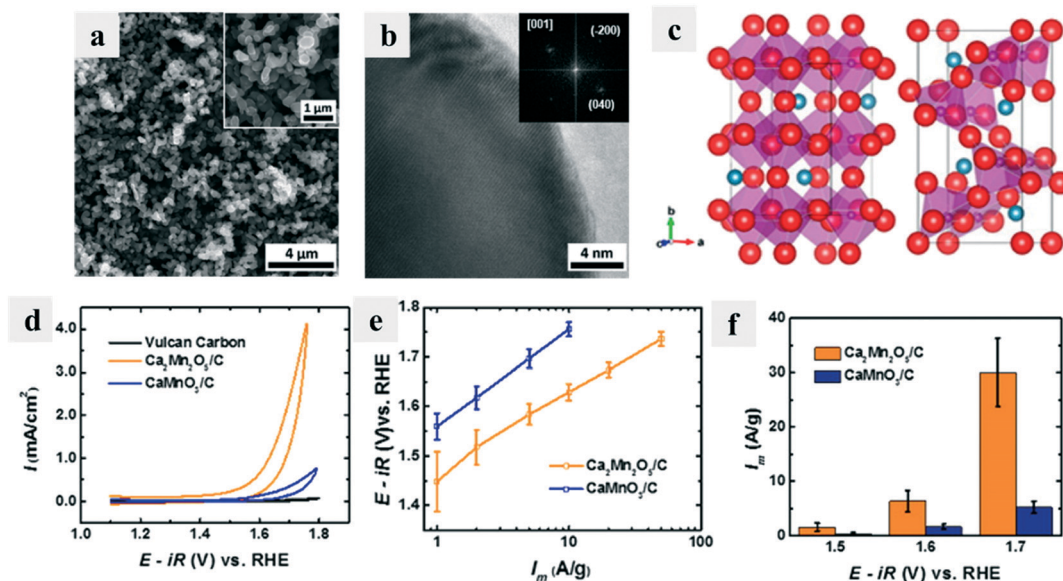 a
1 μm
4 μm
b
[001]
(-200)
(040)
4 nm
c
b
c
a
d
I (mA/cm²)
4.0
3.0
2.0
1.0
0.0
Vulcan Carbon
Ca₂Mn₂O₅/C
CaMnO₃/C
1.0 1.2 1.4 1.6 1.8
E - iR (V) vs. RHE
e
E - iR (V) vs. RHE
1.8
1.7
1.6
1.5
1.4
Ca₂Mn₂O₅/C
CaMnO₃/C
1 10 100
Iₘ (A/g)
f
Iₘ (A/g)
40
30
20
10
0
Ca₂Mn₂O₅/C
CaMnO₃/C
1.5 1.6 1.7
E - iR (V) vs. RHE